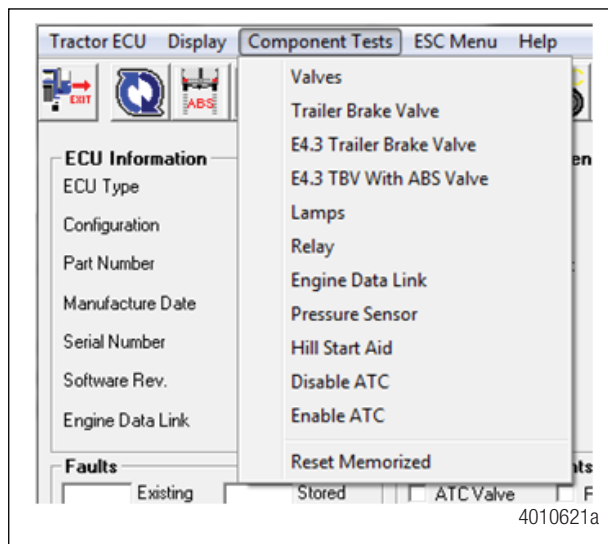 Tractor ECU Display Component Tests ESC Menu Help
EXIT ABS
Valves
Trailer Brake Valve
E4.3 Trailer Brake Valve
E4.3 TBV With ABS Valve
Lamps
Relay
Engine Data Link
Pressure Sensor
Hill Start Aid
Disable ATC
Enable ATC
Reset Memorized
ECU Information
ECU Type
Configuration
Part Number
Manufacture Date
Serial Number
Software Rev.
Engine Data Link
Faults
Existing Stored ATC Valve
4010621a